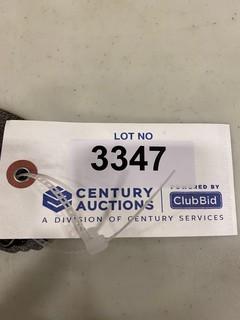 LOT NO
3347
CENTURY AUCTIONS
POWERED BY
ClubBid
A DIVISION OF CENTURY SERVICES